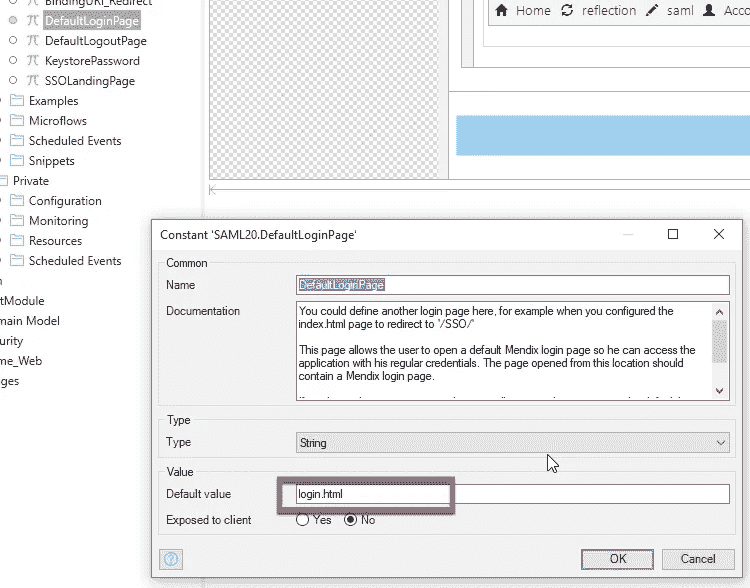 BindingURI_Redirect
DefaultLoginPage
DefaultLogoutPage
KeystorePassword
SSOLandingPage
Examples
Microflows
Scheduled Events
Snippets
Private
Configuration
Monitoring
Resources
Scheduled Events
tModule
main Model
urity
me_Web
ges
Home reflection saml Acco
Constant 'SAML20.DefaultLoginPage'
Common
Name DefaultLoginPage
Documentation You could define another login page here, for example when you configured the
index.html page to redirect to '/SSO/'
This page allows the user to open a default Mendix login page so he can access the
application with his regular credentials. The page opened from this location should
contain a Mendix login page.
Type
Type String
Value
Default value login.html
Exposed to client Yes No
OK Cancel